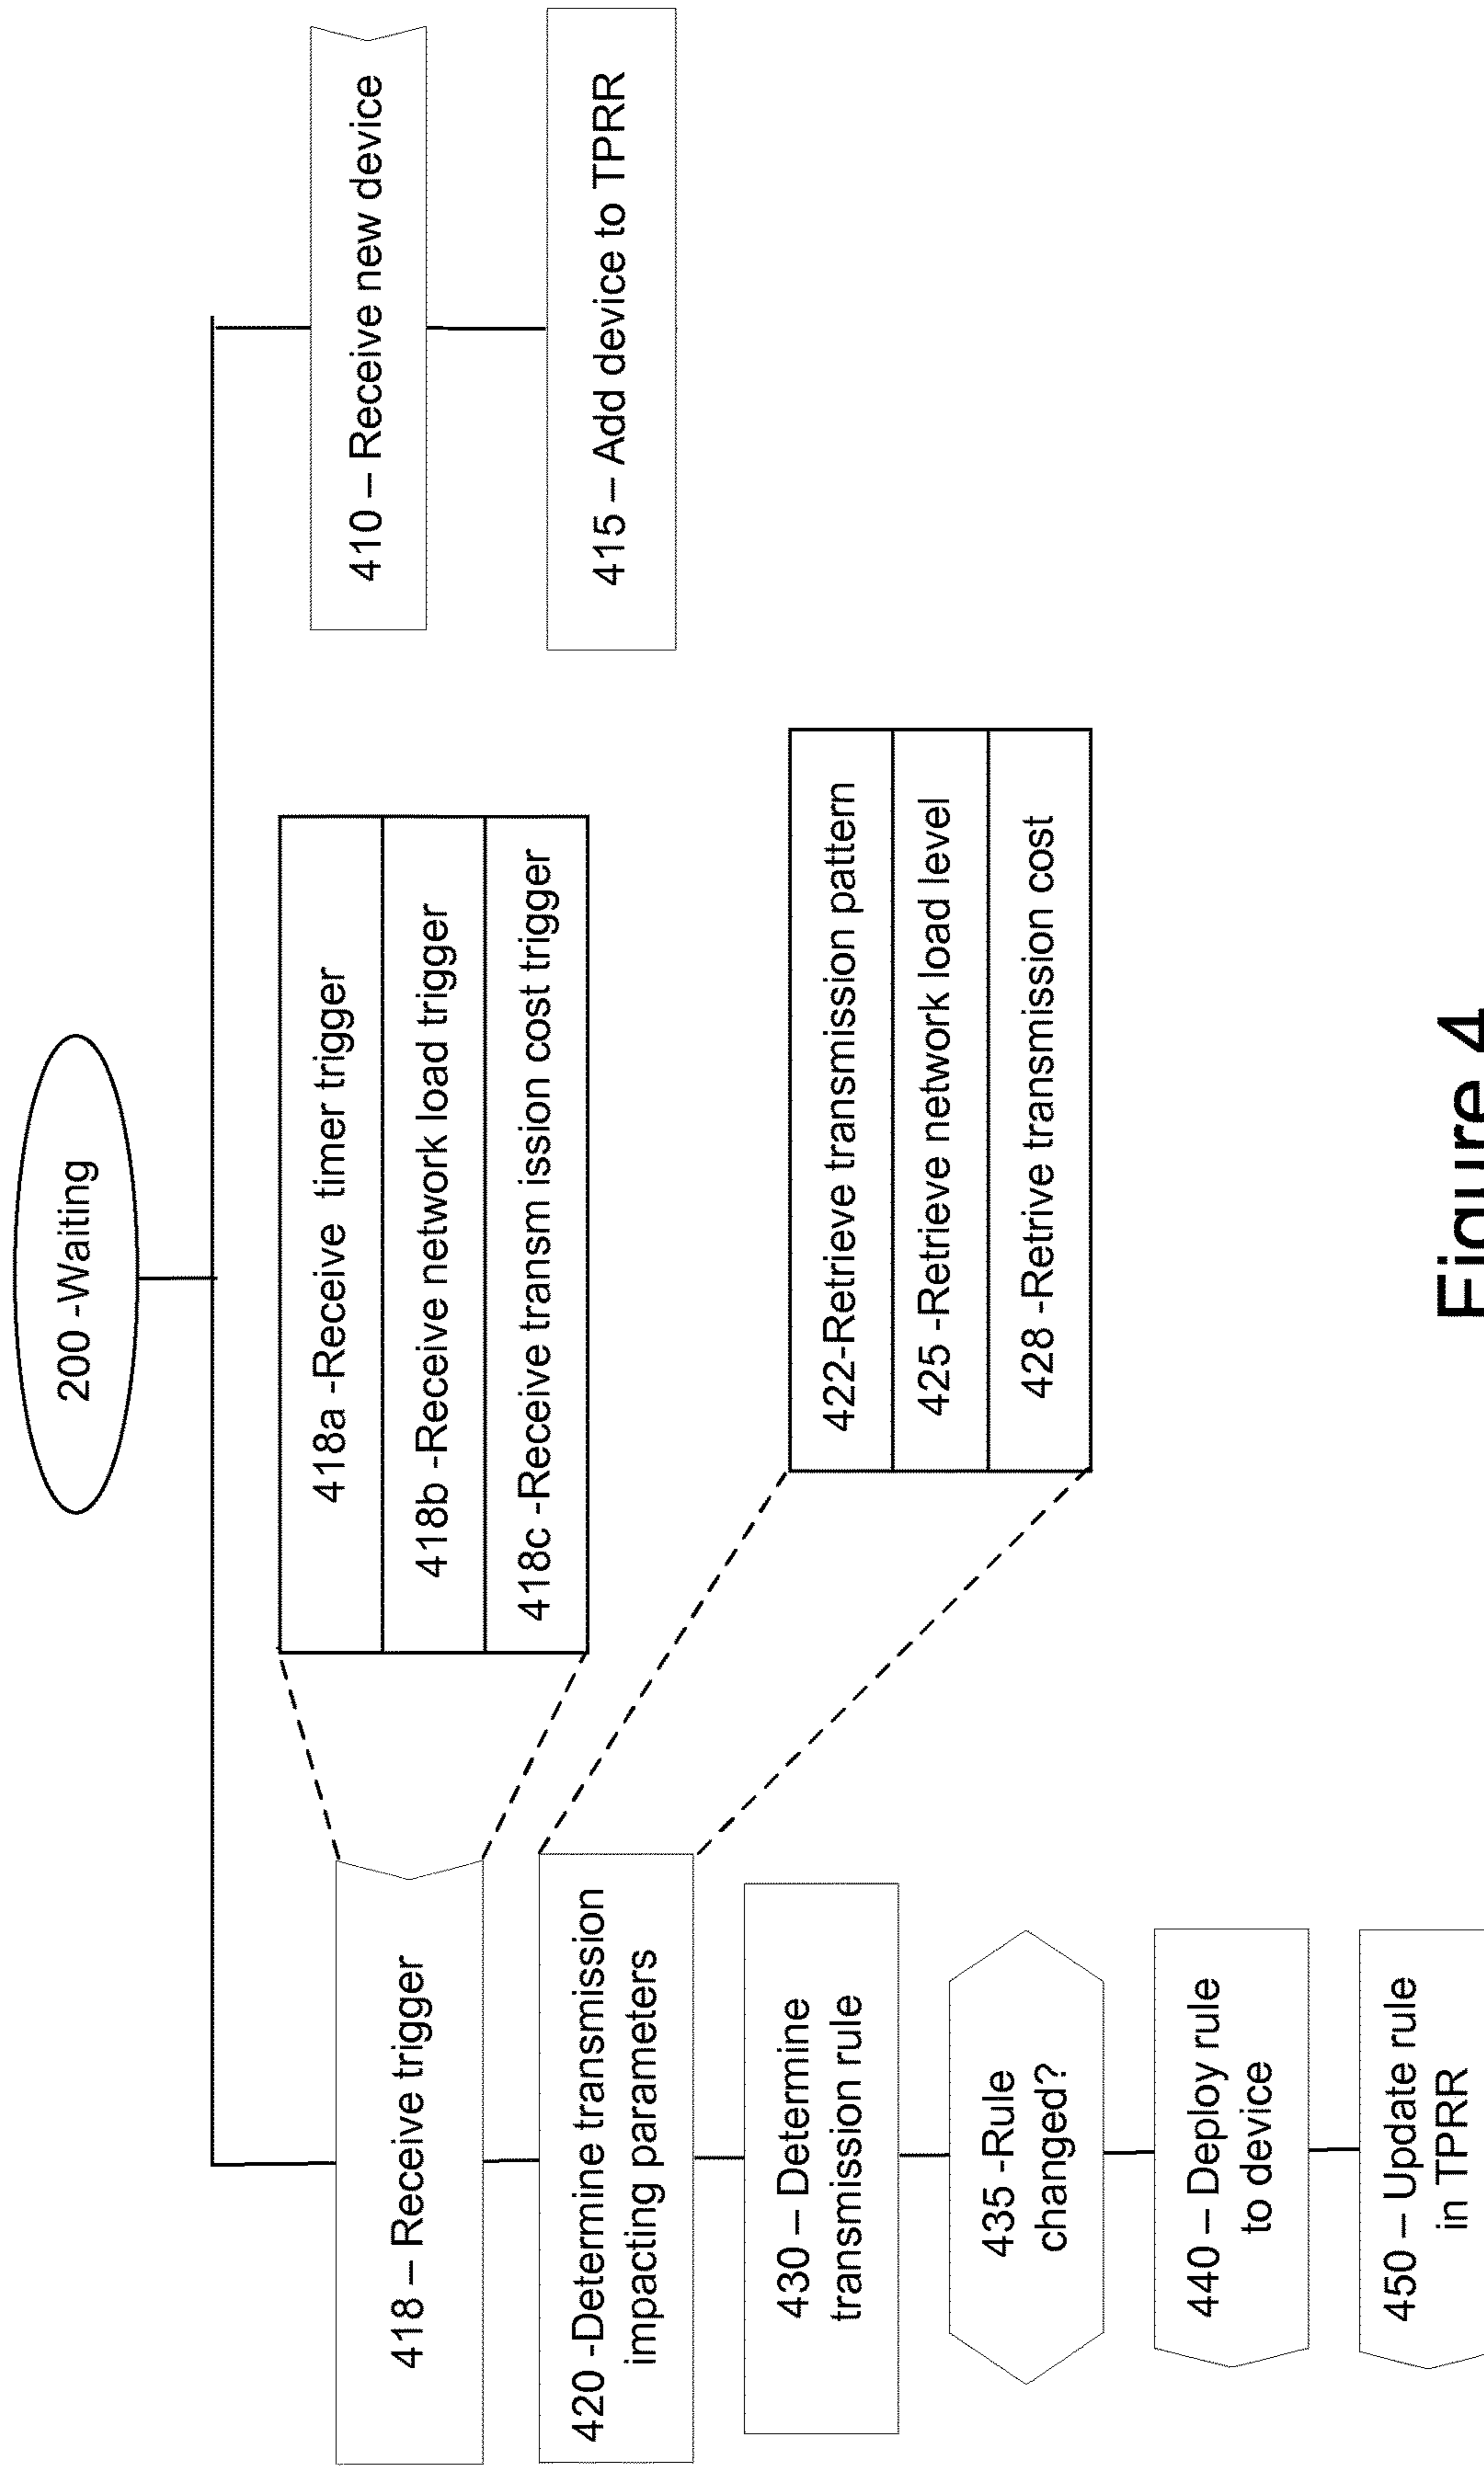 200 -Waiting
418 – Receive trigger
418a -Receive timer trigger
418b -Receive network load trigger
418c -Receive transm ission cost trigger
410 – Receive new device
415 – Add device to TPRR
420 -Determine transmission
impacting parameters
422-Retrieve transmission pattern
425 -Retrieve network load level
428 -Retrive transmission cost
430 – Determine
transmission rule
435 -Rule
changed?
440 – Deploy rule
to device
450 – Update rule
in TPRR
Figure 4